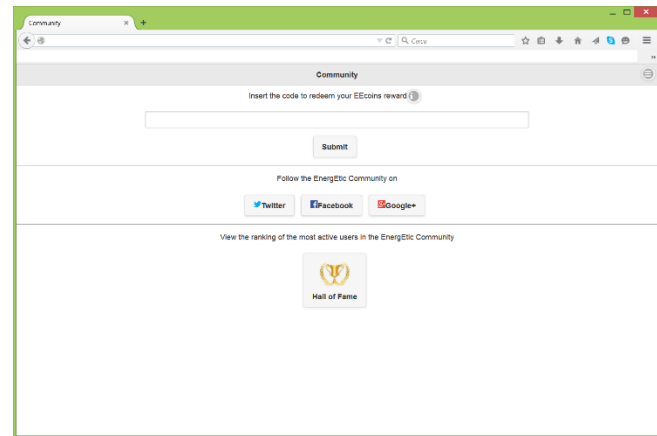 Community
Cerca
Community
Insert the code to redeem your EEcoins reward
Submit
Follow the EnergEtic Community on
Twitter
Facebook
Google+
View the ranking of the most active users in the EnergEtic Community
Hall of Fame